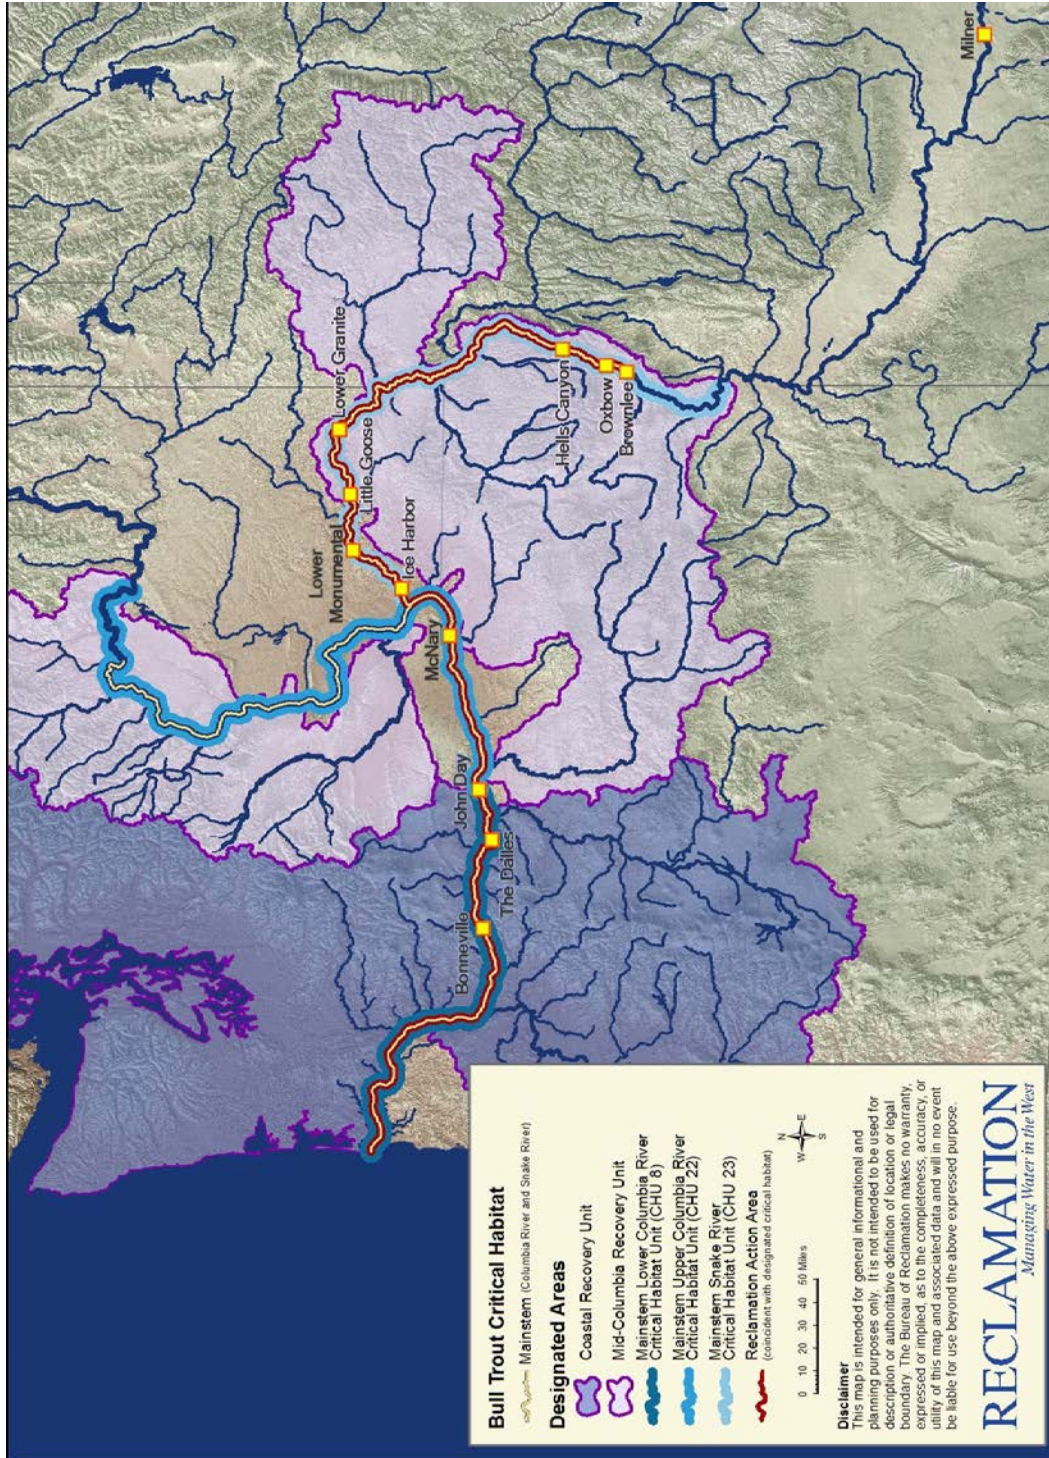 Milner
Lower Granite
Little Goose
Lower
Monumental
Ice Harbor
Hells Canyon
Oxbow
Brownlee
McNary
John Day
The Dalles
Bonneville
Bull Trout Critical Habitat
Mainstem (Columbia River and Snake River)
Designated Areas
Coastal Recovery Unit
Mid-Columbia Recovery Unit
Mainstem Lower Columbia River
Critical Habitat Unit (CHU 8)
Mainstem Upper Columbia River
Critical Habitat Unit (CHU 22)
Mainstem Snake River
Critical Habitat Unit (CHU 23)
Reclamation Action Area
(coincident with designated critical habitat)
N
W E
S
0 10 20 30 40 50 Miles
Disclaimer
This map is intended for general informational and
planning purposes only. It is not intended to be used for
description or authoritative definition of location or legal
boundary. The Bureau of Reclamation makes no warranty,
expressed or implied, as to the completeness, accuracy, or
utility of this map and associated data and will in no event
be liable for use beyond the above expressed purpose.
RECLAMATION
Managing Water in the West